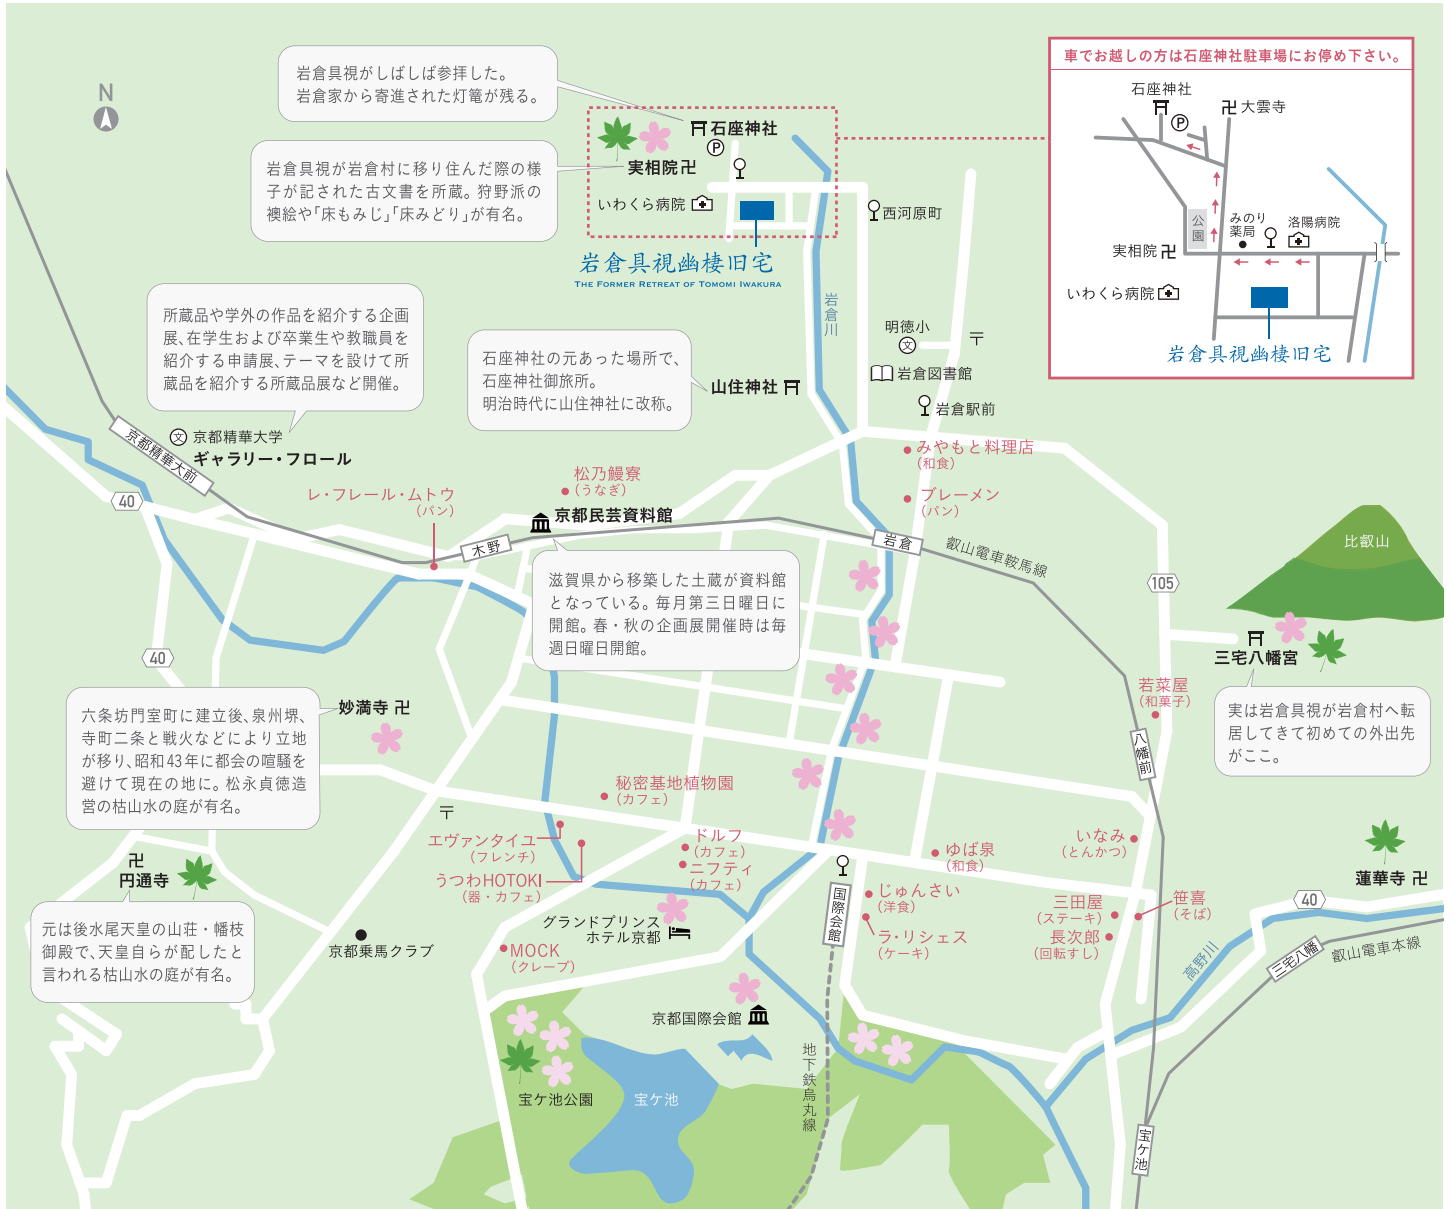 N
岩倉具視がしばしば参拝した。
岩倉家から寄進された灯篭が残る。
岩倉具視が岩倉村に移り住んだ際の様
子が記された古文書を所蔵。狩野派の
襖絵や「床もみじ」「床みどり」が有名。
石座神社
P
実相院
いわくら病院
岩倉具視幽棲旧宅
THE FORMER RETREAT OF TOMOMI IWAKURA
西河原町
岩倉川
車でお越しの方は石座神社駐車場にお停め下さい。
石座神社
P
大雲寺
公園
みのり
薬局
洛陽病院
実相院
いわくら病院
岩倉具視幽棲旧宅
所蔵品や学外の作品を紹介する企画
展、在学生および卒業生や教職員を
紹介する申請展、テーマを設けて所
蔵品を紹介する所蔵品展など開催。
石座神社の元あった場所で、
石座神社御旅所。
明治時代に山住神社に改称。
山住神社
明徳小
文
〒
岩倉図書館
岩倉駅前
文
京都精華大学
ギャラリー・フロール
京都精華大前
40
レ・フレール・ムトウ
(パン)
松乃鰻寮
(うなぎ)
京都民芸資料館
みやもと料理店
(和食)
ブレーメン
(パン)
木野
岩倉
叡山電車鞍馬線
滋賀県から移築した土蔵が資料館
となっている。毎月第三日曜日に
開館。春・秋の企画展開催時は毎
週日曜日開館。
105
比叡山
三宅八幡宮
実は岩倉具視が岩倉村へ転
居してきて初めての外出先
がここ。
若菜屋
(和菓子)
八幡前
40
六条坊門室町に建立後、泉州堺、
寺町二条と戦火などにより立地
が移り、昭和43年に都会の喧騒を
避けて現在の地に。松永貞徳造
営の枯山水の庭が有名。
妙満寺
〒
秘密基地植物園
(カフェ)
エヴァンタイユ
(フレンチ)
うつわHOTOKI
(器・カフェ)
ドルフ
(カフェ)
ニフティ
(カフェ)
ゆば泉
(和食)
いなみ
(とんかつ)
円通寺
元は後水尾天皇の山荘・幡枝
御殿で、天皇自らが配したと
言われる枯山水の庭が有名。
京都乗馬クラブ
MOCK
(クレープ)
グランドプリンス
ホテル京都
国際会館
じゅんさい
(洋食)
ラ・リシェス
(ケーキ)
三田屋
(ステーキ)
長次郎
(回転すし)
笹喜
(そば)
蓮華寺
40
高野川
三宅八幡
叡山電車本線
京都国際会館
地下鉄烏丸線
宝ケ池公園
宝ケ池
宝ケ池